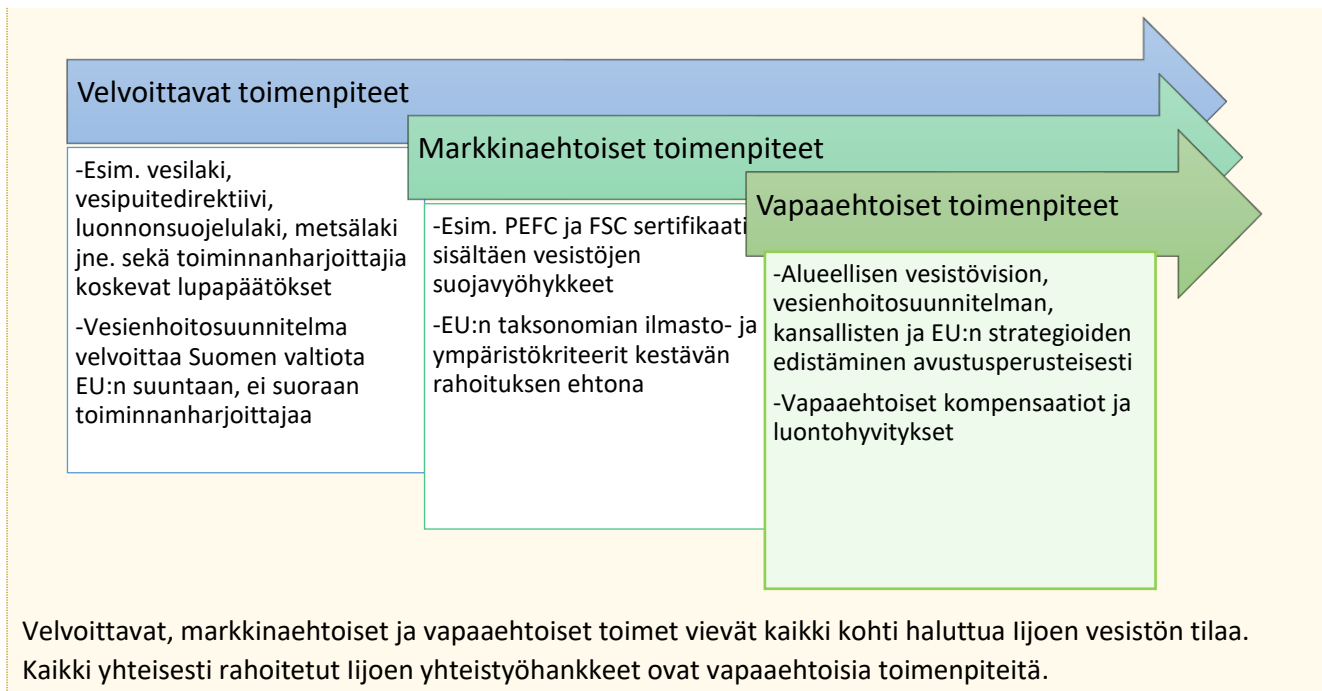 Velvoittavat toimenpiteet
-Esim. vesilaki,
vesipuitedirektiivi,
luonnonsuojelulaki, metsälaki
jne. sekä toiminnanharjoittajia
koskevat lupapäätökset
-Vesienhoitosuunnitelma
velvoittaa Suomen valtiota
EU:n suuntaan, ei suoraan
toiminnanharjoittajaa
Markkinaehtoiset toimenpiteet
-Esim. PEFC ja FSC sertifikaati
sisältäen vesistöjen
suojavyöhykkeet
-EU:n taksonomian ilmasto- ja
ympäristökriteerit kestävän
rahoituksen ehtona
Vapaaehtoiset toimenpiteet
-Alueellisen vesistövision,
vesienhoitosuunnitelman,
kansallisten ja EU:n strategioiden
edistäminen avustusperusteisesti
-Vapaaehtoiset kompensaatiot ja
luontohyvitykset
Velvoittavat, markkinaehtoiset ja vapaaehtoiset toimet vievät kaikki kohti haluttua Iijoen vesistön tilaa.
Kaikki yhteisesti rahoitetut Iijoen yhteistyöhankkeet ovat vapaaehtoisia toimenpiteitä.